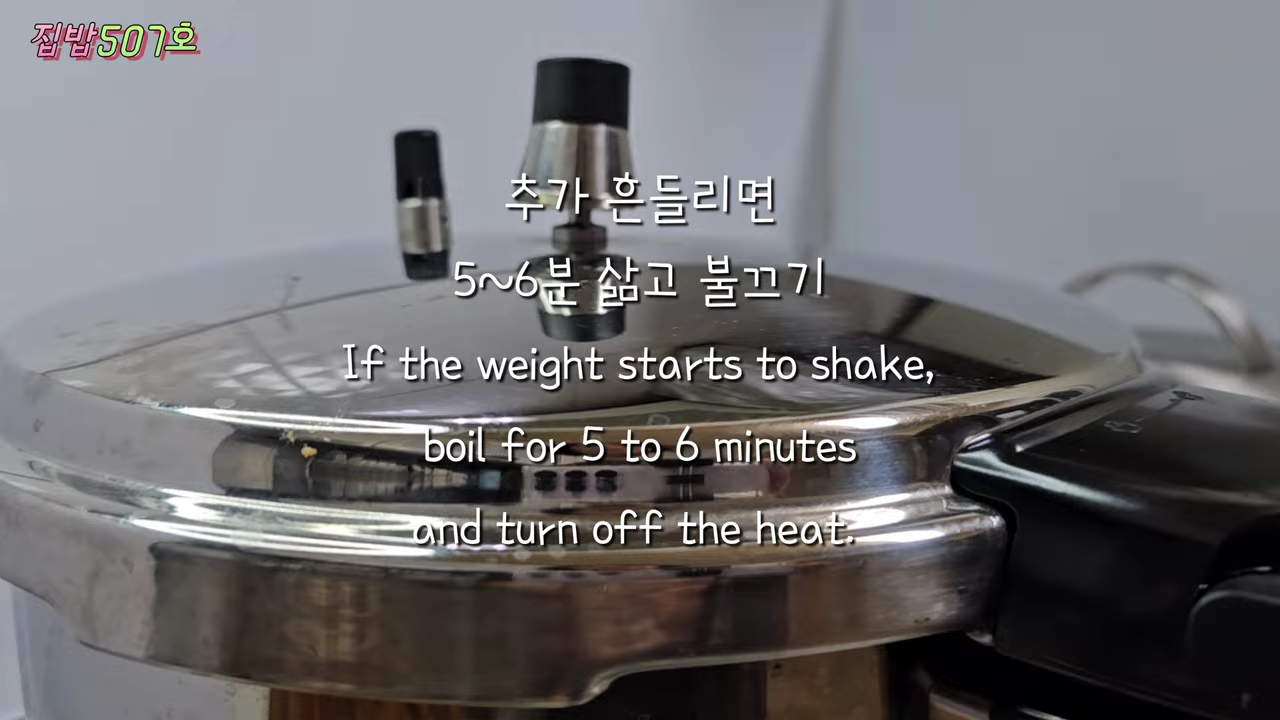 집밥507호
추가 흔들리면
5~6분 삶고 불끄기
If the weight starts to shake,
boil for 5 to 6 minutes
and turn off the heat.